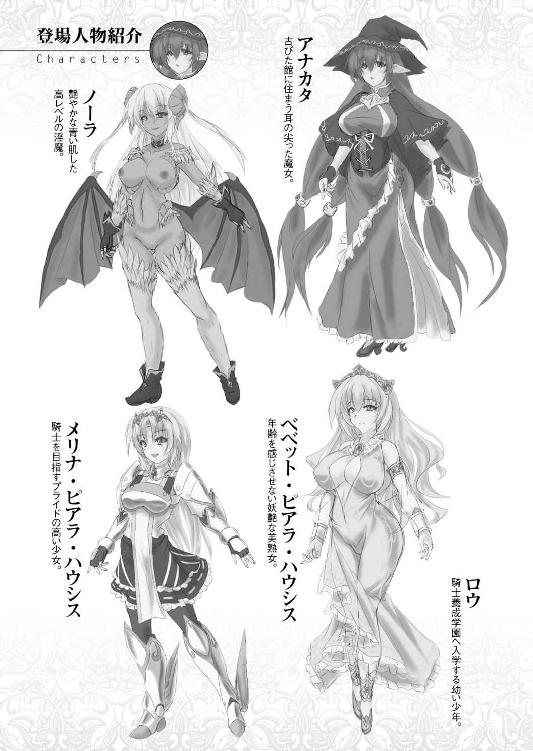 登場人物紹介
Characters
アナカタ
古びた館に住まう耳の尖った魔女。
ノーラ
艶やかな青い肌した
高レベルの淫魔。
ベベット・ピアラ・ハウシス
年齢を感じさせない妖艶な美熟女。
メリナ・ピアラ・ハウシス
騎士を目指すプライドの高い少女。
ロウ
騎士養成学園へ入学する幼い少年。